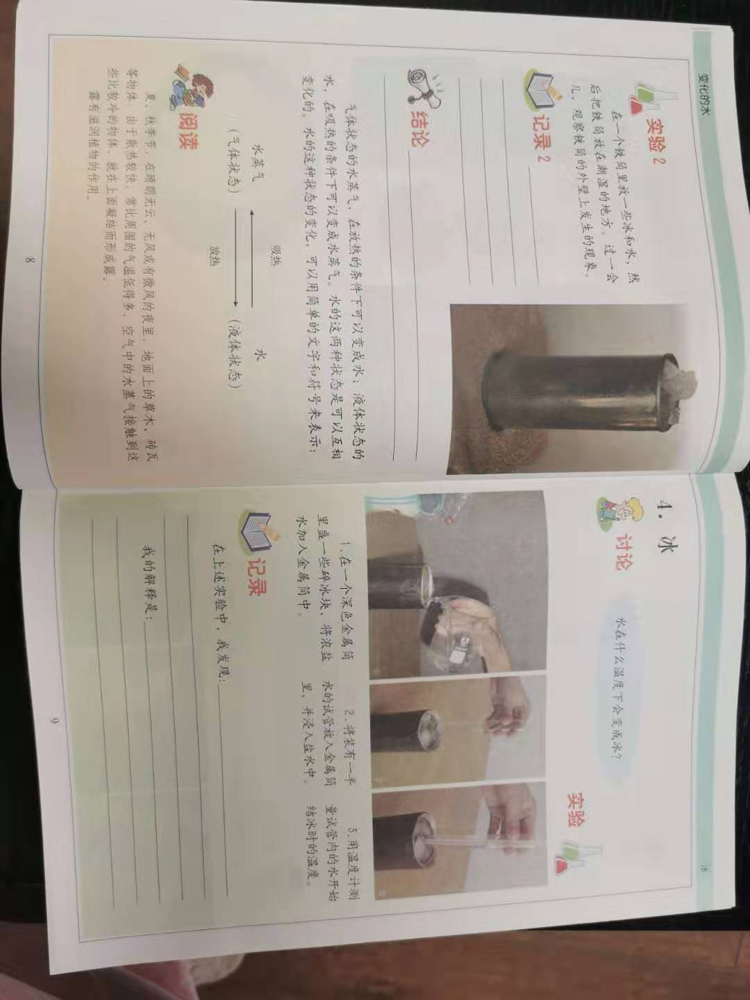 变化的水
实验 2
在一个铁筒里放一些冰和水，然
后把铁筒放在潮湿的地方。过一会
儿，观察铁筒的外壁上发生的现象。
记录 2
结论
气体状态的水蒸气，在放热的条件下可以变成水；液体状态的
水，在吸热的条件下可以变成水蒸气。水的这两种状态是可以互相
变化的。水的这种状态的变化，可以用简单的文字和符号来表示：
吸热
水蒸气 水
(气体状态) (液体状态)
放热
阅读
夏、秋季节，在晴朗无云、无风或有微风的夜里，地面上的草木、砖瓦
等物体，由于散热较快，常比周围的气温低得多，空气中的水蒸气接触到这
些比较冷的物体，就在上面凝结而形成露。
露有滋润植物的作用。
8
冰
4. 冰
讨论
水在什么温度下会变成冰？
实验
1.在一个深色金属筒
里盛一些碎冰块，将浓盐
水加入金属筒中。
2.将装有一半
水的试管放入金属筒
里，并浸入盐水中。
3.用温度计测
量试管内的水开始
结冰时的温度。
记录
在上述实验中，我发现：
我的解释是：
9